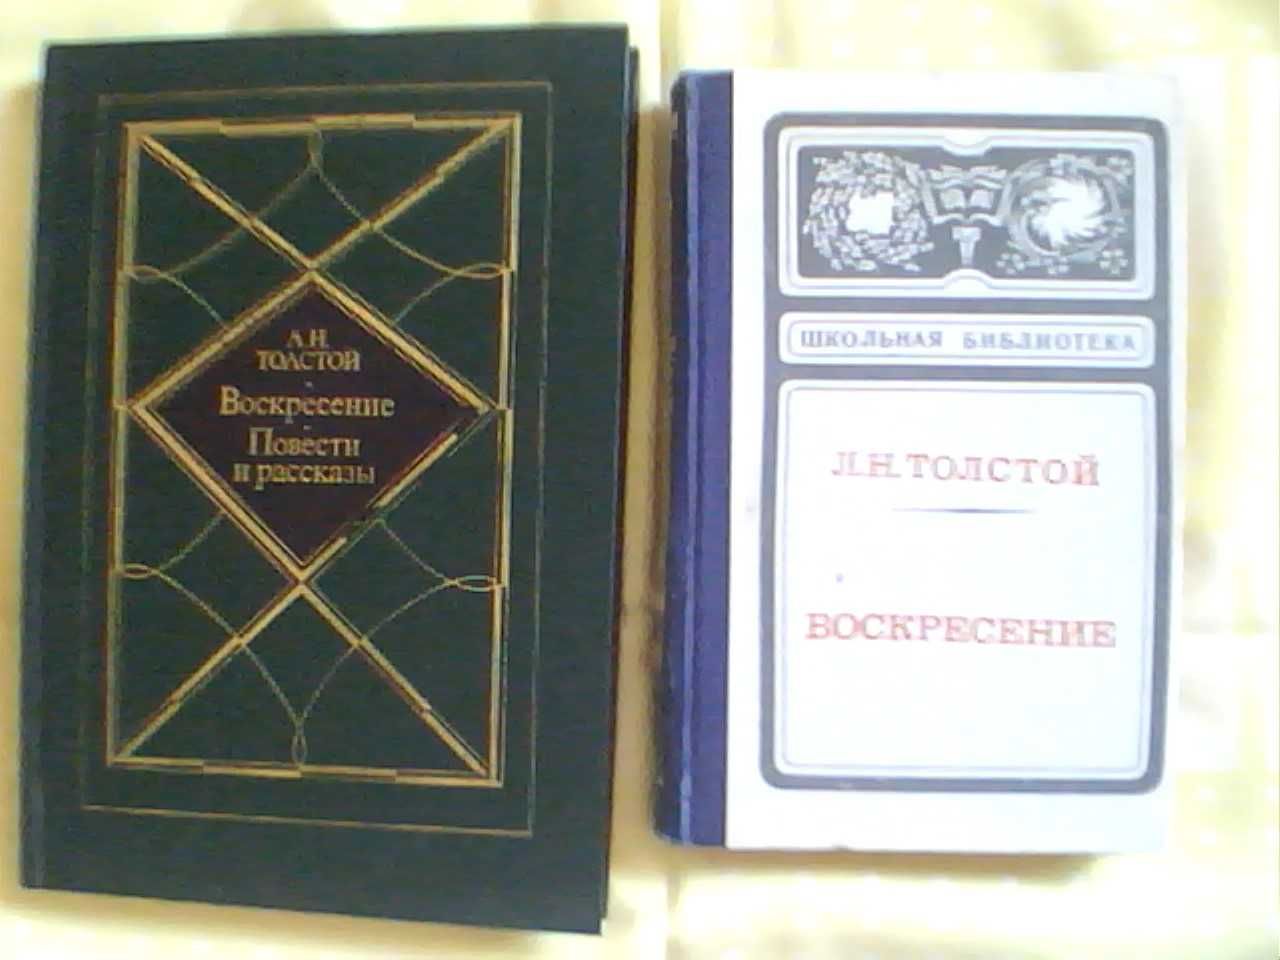 Л.Н.
ТОЛСТОЙ
Воскресение
Повести
и рассказы
ШКОЛЬНАЯ БИБЛИОТЕКА
Л.Н.ТОЛСТОЙ
ВОСКРЕСЕНИЕ